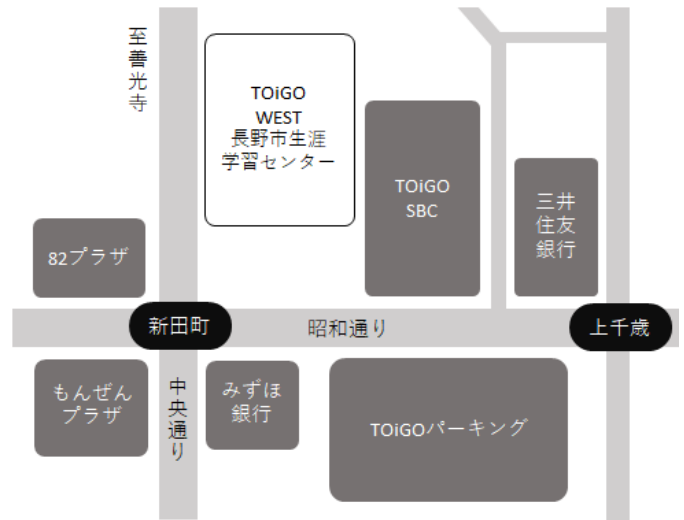 至善光寺
TOiGO
WEST
長野市生涯
学習センター
TOiGO
SBC
三井
住友
銀行
82プラザ
新田町
昭和通り
上千歳
もんぜん
プラザ
中央通り
みずほ
銀行
TOiGOパーキング